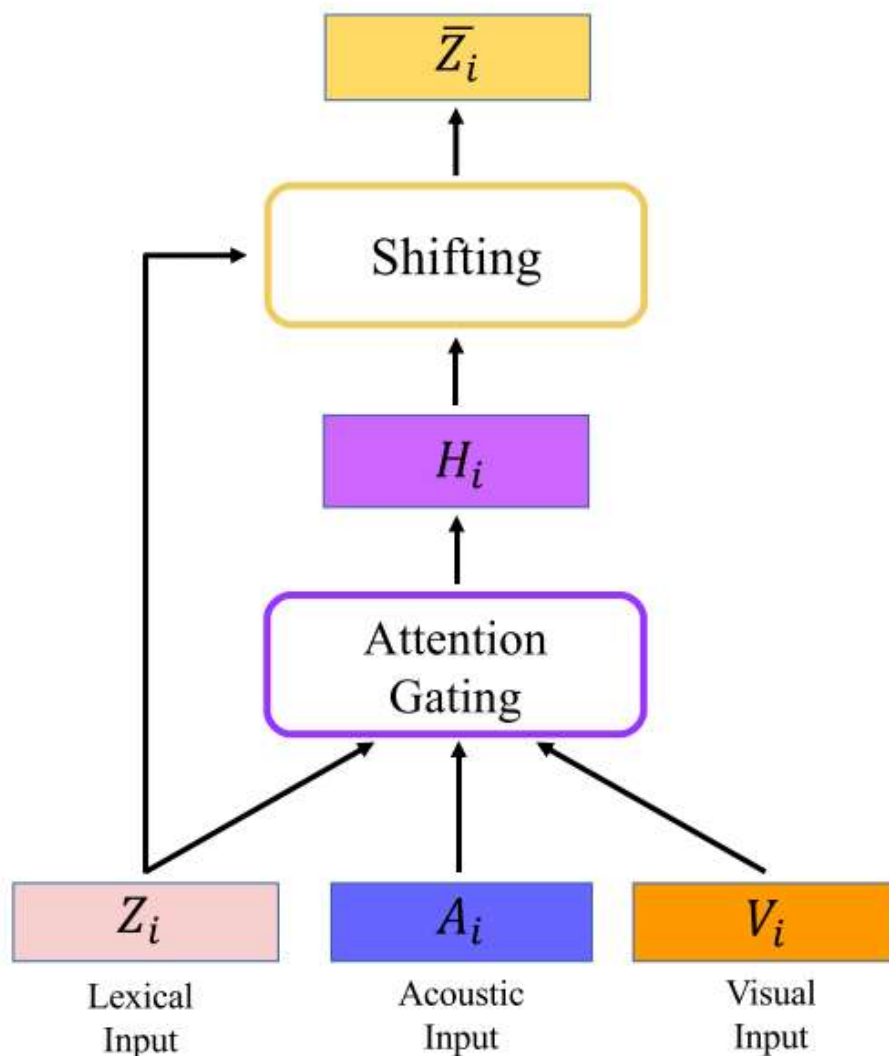 Z̅ᵢ
Shifting
Hᵢ
Attention
Gating
Zᵢ
Aᵢ
Vᵢ
Lexical
Input
Acoustic
Input
Visual
Input